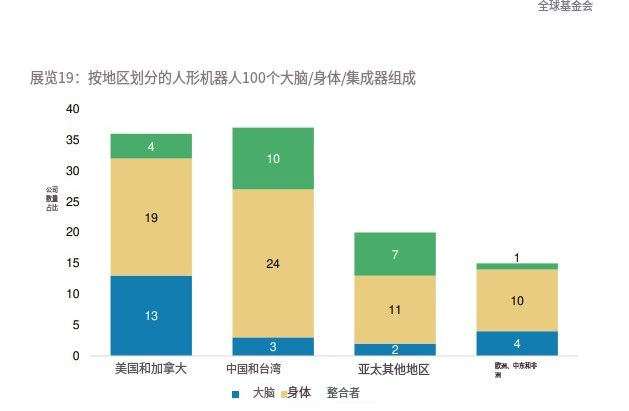 全球基金会
展览19：按地区划分的人形机器人100个大脑/身体/集成器组成
40
35
30
25
20
15
10
5
0
公司
数量
占比
4
19
13
10
24
3
7
11
2
1
10
4
美国和加拿大
中国和台湾
亚太其他地区
欧洲、中东和非
洲
大脑 身体 整合者